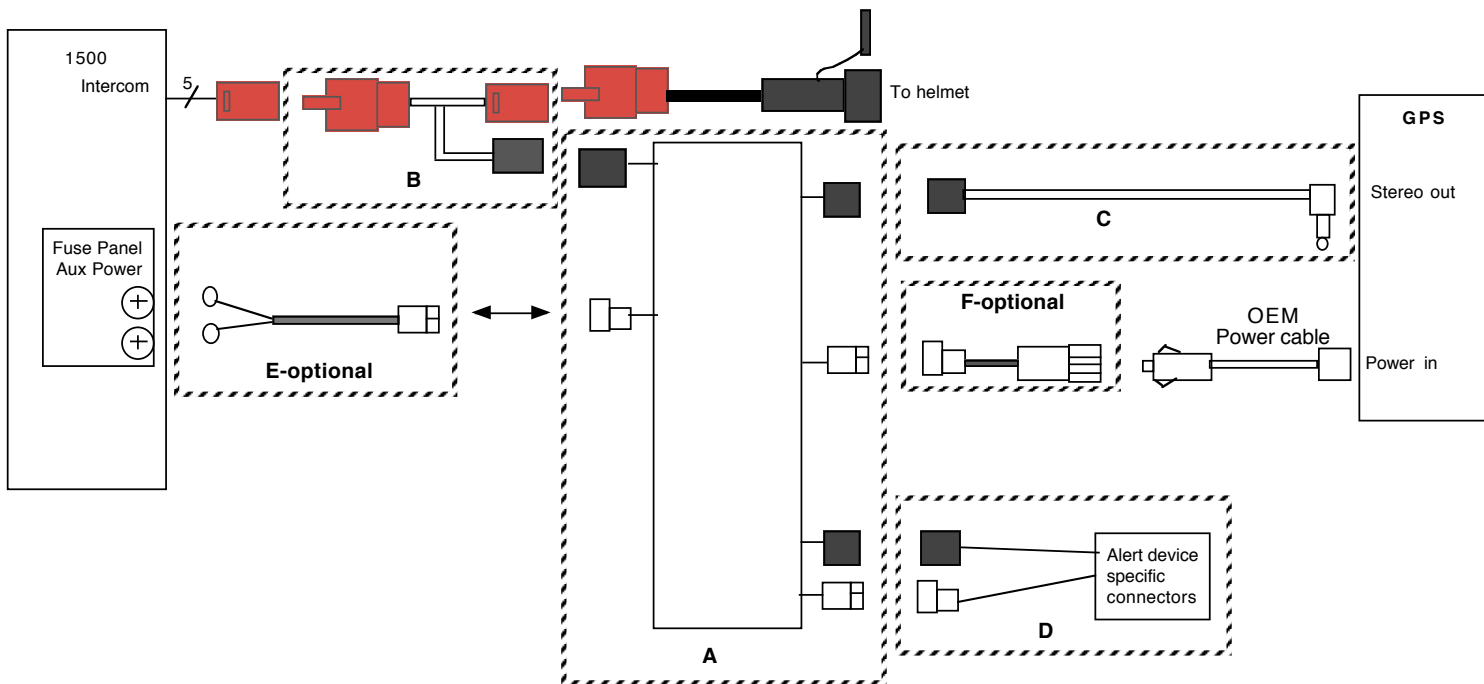 1500
Intercom
5
To helmet
B
GPS
Stereo out
C
Fuse Panel
Aux Power
E-optional
F-optional
OEM
Power cable
Power in
Alert device
specific
connectors
D
A